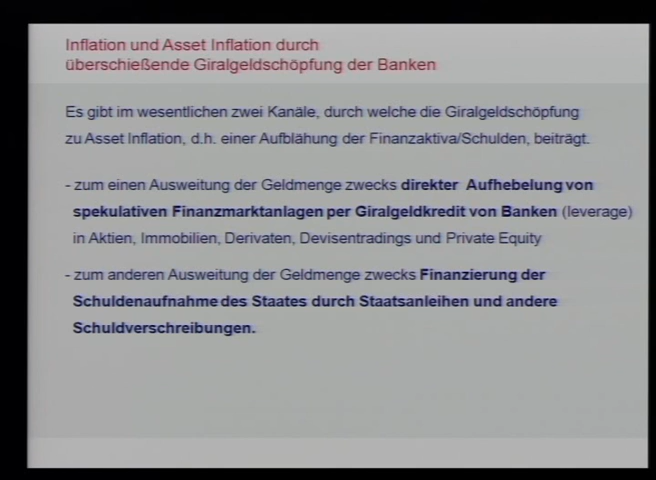 Inflation und Asset Inflation durch
überschießende Giralgeldschöpfung der Banken
Es gibt im wesentlichen zwei Kanäle, durch welche die Giralgeldschöpfung
zu Asset Inflation, d.h. einer Aufblähung der Finanzaktiva/Schulden, beiträgt.
- zum einen Ausweitung der Geldmenge zwecks direkter Aufhebelung von
spekulativen Finanzmarktanlagen per Giralgeldkredit von Banken (leverage)
in Aktien, Immobilien, Derivaten, Devisentradings und Private Equity
- zum anderen Ausweitung der Geldmenge zwecks Finanzierung der
Schuldenaufnahme des Staates durch Staatsanleihen und andere
Schuldverschreibungen.